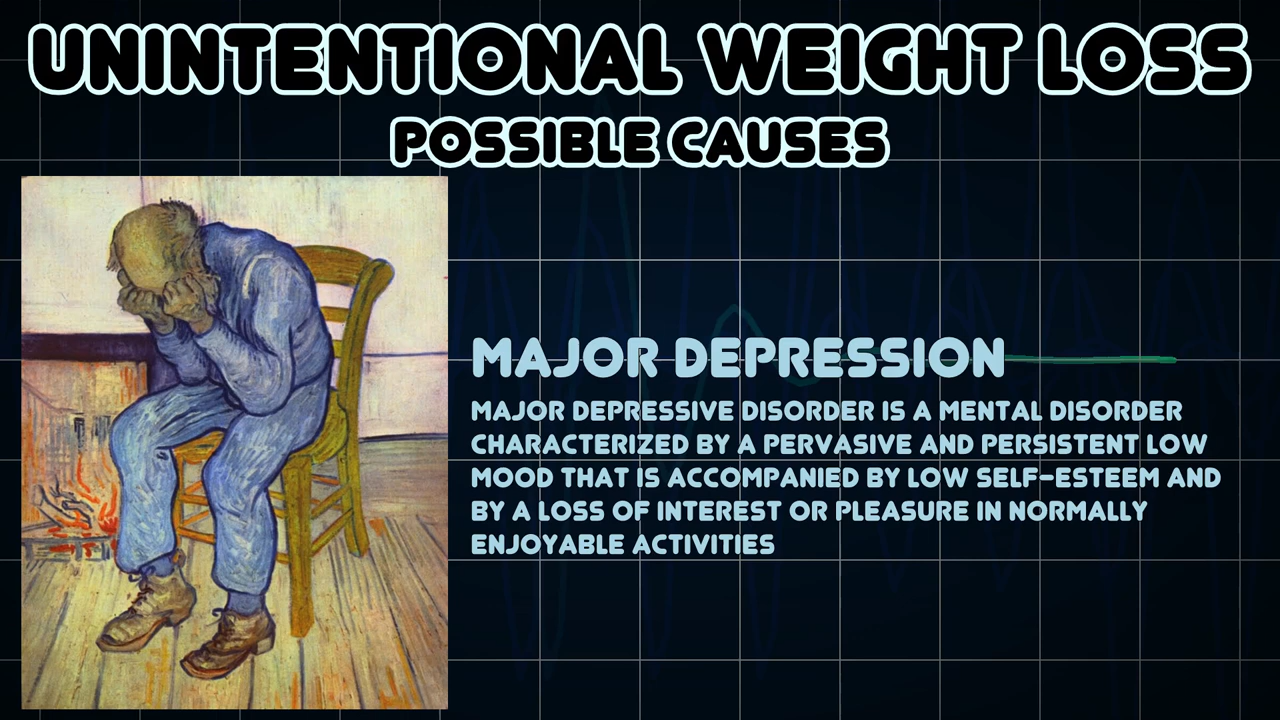 UNINTENTIONAL WEIGHT LOSS
POSSIBLE CAUSES
MAJOR DEPRESSION
MAJOR DEPRESSIVE DISORDER IS A MENTAL DISORDER
CHARACTERIZED BY A PERVASIVE AND PERSISTENT LOW
MOOD THAT IS ACCOMPANIED BY LOW SELF-ESTEEM AND
BY A LOSS OF INTEREST OR PLEASURE IN NORMALLY
ENJOYABLE ACTIVITIES